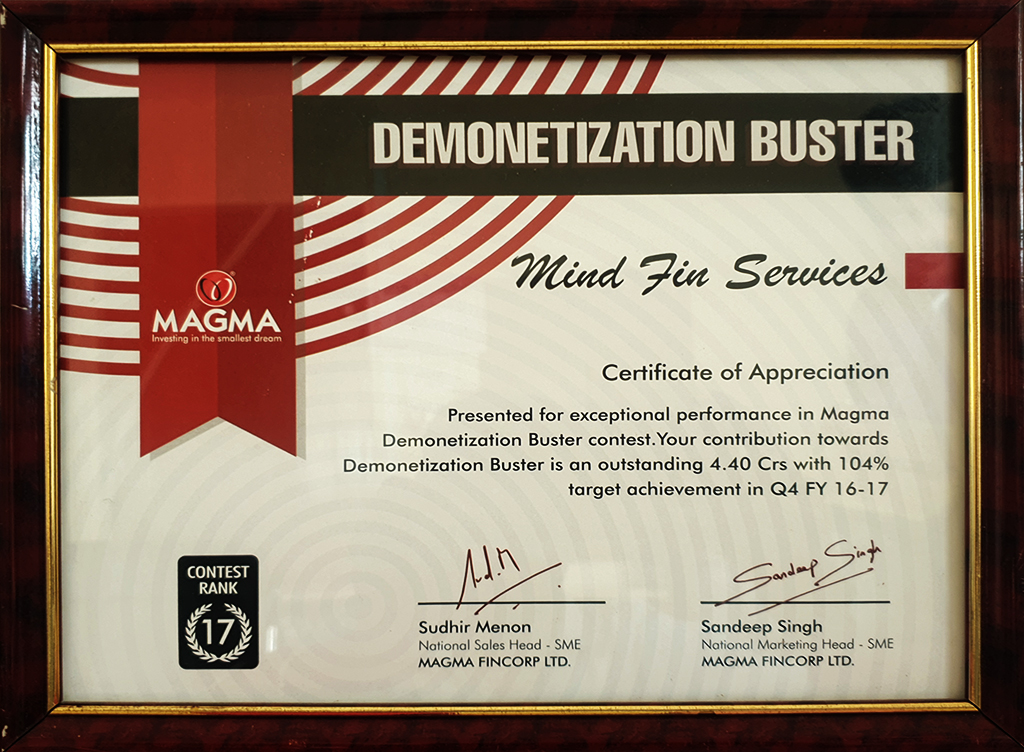 DEMONETIZATION BUSTER
Mind Fin Services
MAGMA
Investing in the smallest dream
Certificate of Appreciation
Presented for exceptional performance in Magma
Demonetization Buster contest.Your contribution towards
Demonetization Buster is an outstanding 4.40 Crs with 104%
target achievement in Q4 FY 16-17
CONTEST
RANK
17
Sandeep Singh
Sudhir Menon
National Sales Head - SME
MAGMA FINCORP LTD.
Sandeep Singh
National Marketing Head - SME
MAGMA FINCORP LTD.